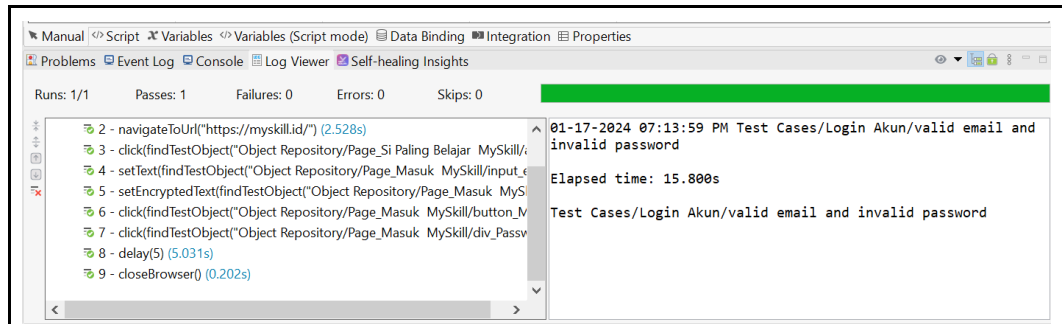 Manual Script Variables Variables (Script mode) Data Binding Integration Properties
Problems Event Log Console Log Viewer Self-healing Insights
Runs: 1/1 Passes: 1 Failures: 0 Errors: 0 Skips: 0
2 - navigateToUrl("https://myskill.id/") (2.528s)
3 - click(findTestObject("Object Repository/Page_Si Paling Belajar MySkill/
4 - setText(findTestObject("Object Repository/Page_Masuk MySkill/input_e
5 - setEncryptedText(findTestObject("Object Repository/Page_Masuk MySk
6 - click(findTestObject("Object Repository/Page_Masuk MySkill/button_M
7 - click(findTestObject("Object Repository/Page_Masuk MySkill/div_Passw
8 - delay(5) (5.031s)
9 - closeBrowser() (0.202s)
01-17-2024 07:13:59 PM Test Cases/Login Akun/valid email and
invalid password
Elapsed time: 15.800s
Test Cases/Login Akun/valid email and invalid password